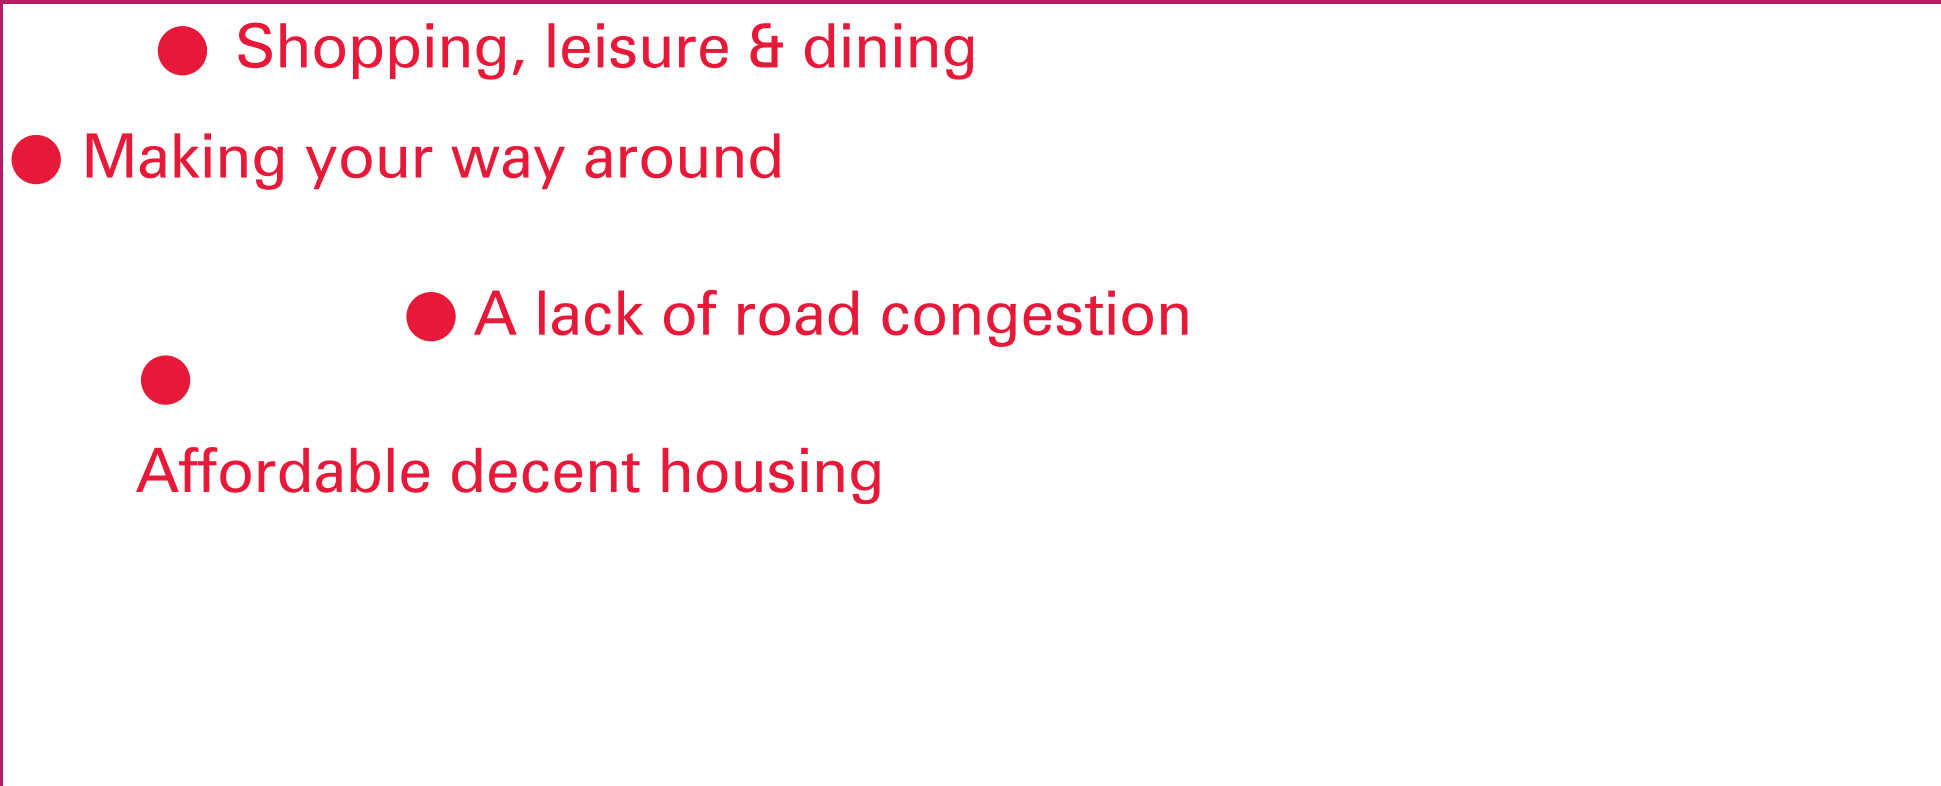 Shopping, leisure & dining
Making your way around
A lack of road congestion
Affordable decent housing